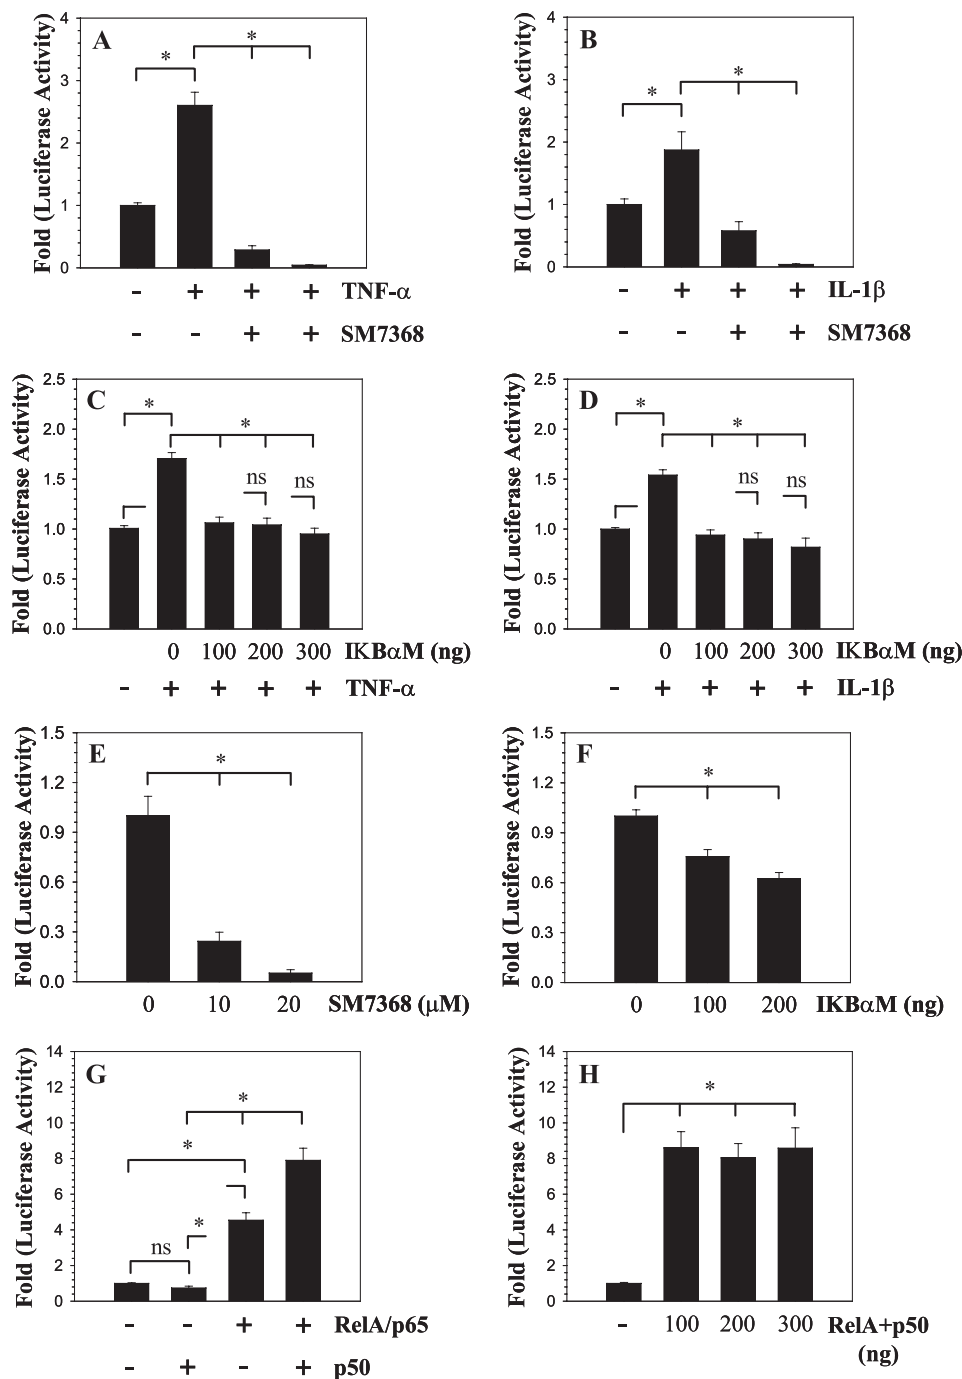 A
Fold (Luciferase Activity)
4
3
2
1
0
*
*
- + + + TNF-α
- - + + SM7368
B
Fold (Luciferase Activity)
4
3
2
1
0
*
*
- + + + IL-1β
- - + + SM7368
C
Fold (Luciferase Activity)
2.5
2.0
1.5
1.0
0.5
0.0
*
*
ns ns
0 100 200 300 IKBαM (ng)
- + + + + TNF-α
D
Fold (Luciferase Activity)
2.5
2.0
1.5
1.0
0.5
0.0
*
*
ns ns
0 100 200 300 IKBαM (ng)
- + + + + IL-1β
E
Fold (Luciferase Activity)
1.5
1.2
0.9
0.6
0.3
0.0
*
0 10 20 SM7368 (μM)
F
Fold (Luciferase Activity)
1.5
1.2
0.9
0.6
0.3
0.0
*
0 100 200 IKBαM (ng)
G
Fold (Luciferase Activity)
14
12
10
8
6
4
2
0
*
*
*
ns
- - + + RelA/p65
- + - + p50
H
Fold (Luciferase Activity)
14
12
10
8
6
4
2
0
*
- 100 200 300 RelA+p50
(ng)